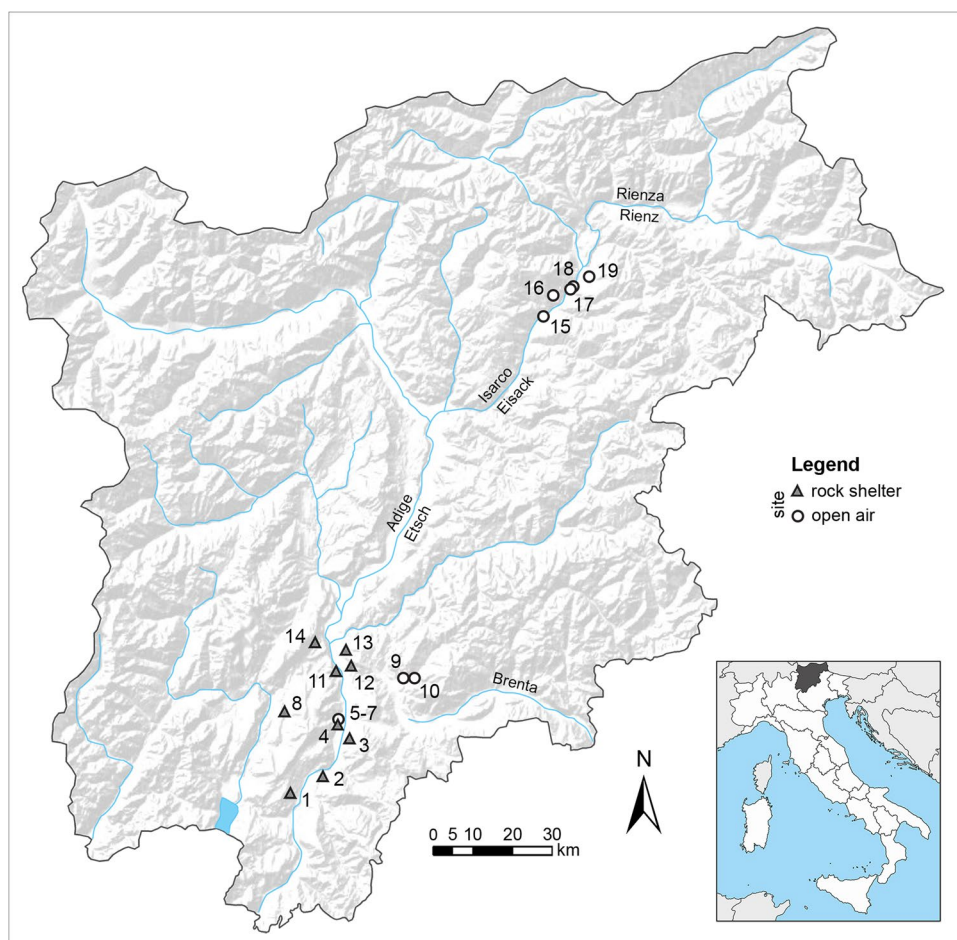 Rienza
Rienz
18
19
16
17
15
Isarco
Eisack
Legend
site
rock shelter
open air
Adige
Etsch
14
13
9
11
12
10
8
Brenta
5-7
4
3
N
2
1
0 5 10 20 30
km